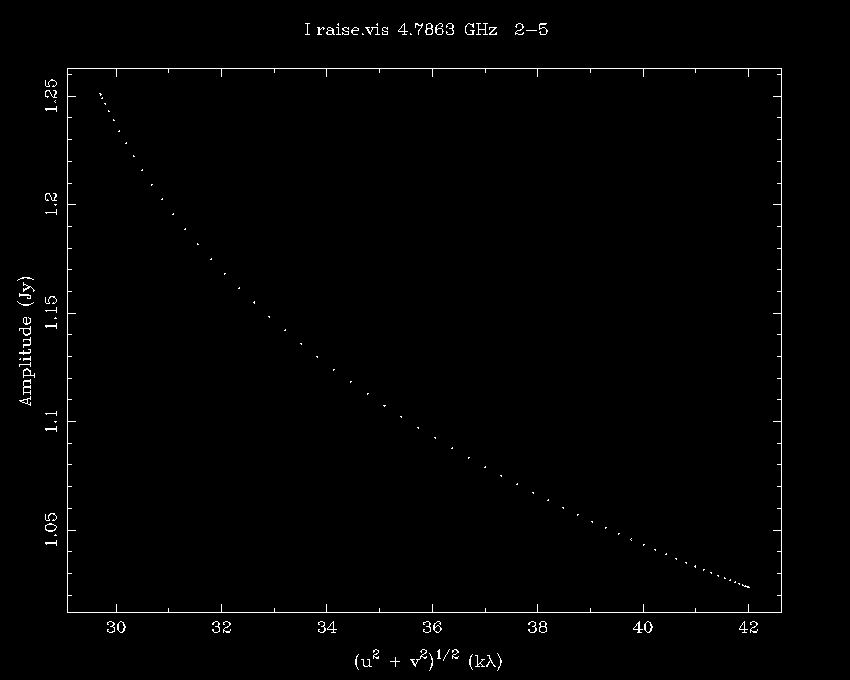 I raise.vis 4.7863 GHz 2-5
1.25
1.2
1.15
1.1
1.05
Amplitude (Jy)
30 32 34 36 38 40 42
(u² + v²)^1/2 (kλ)